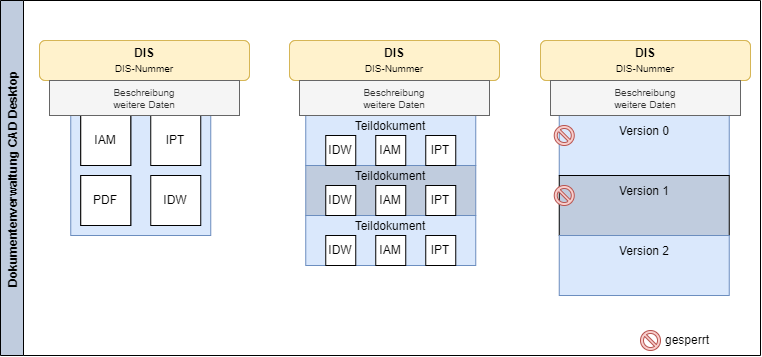 Dokumentenverwaltung CAD Desktop
DIS
DIS-Nummer
Beschreibung
weitere Daten
IAM
IPT
PDF
IDW
DIS
DIS-Nummer
Beschreibung
weitere Daten
Teildokument
IDW
IAM
IPT
Teildokument
IDW
IAM
IPT
Teildokument
IDW
IAM
IPT
DIS
DIS-Nummer
Beschreibung
weitere Daten
Version 0
Version 1
Version 2
gesperrt